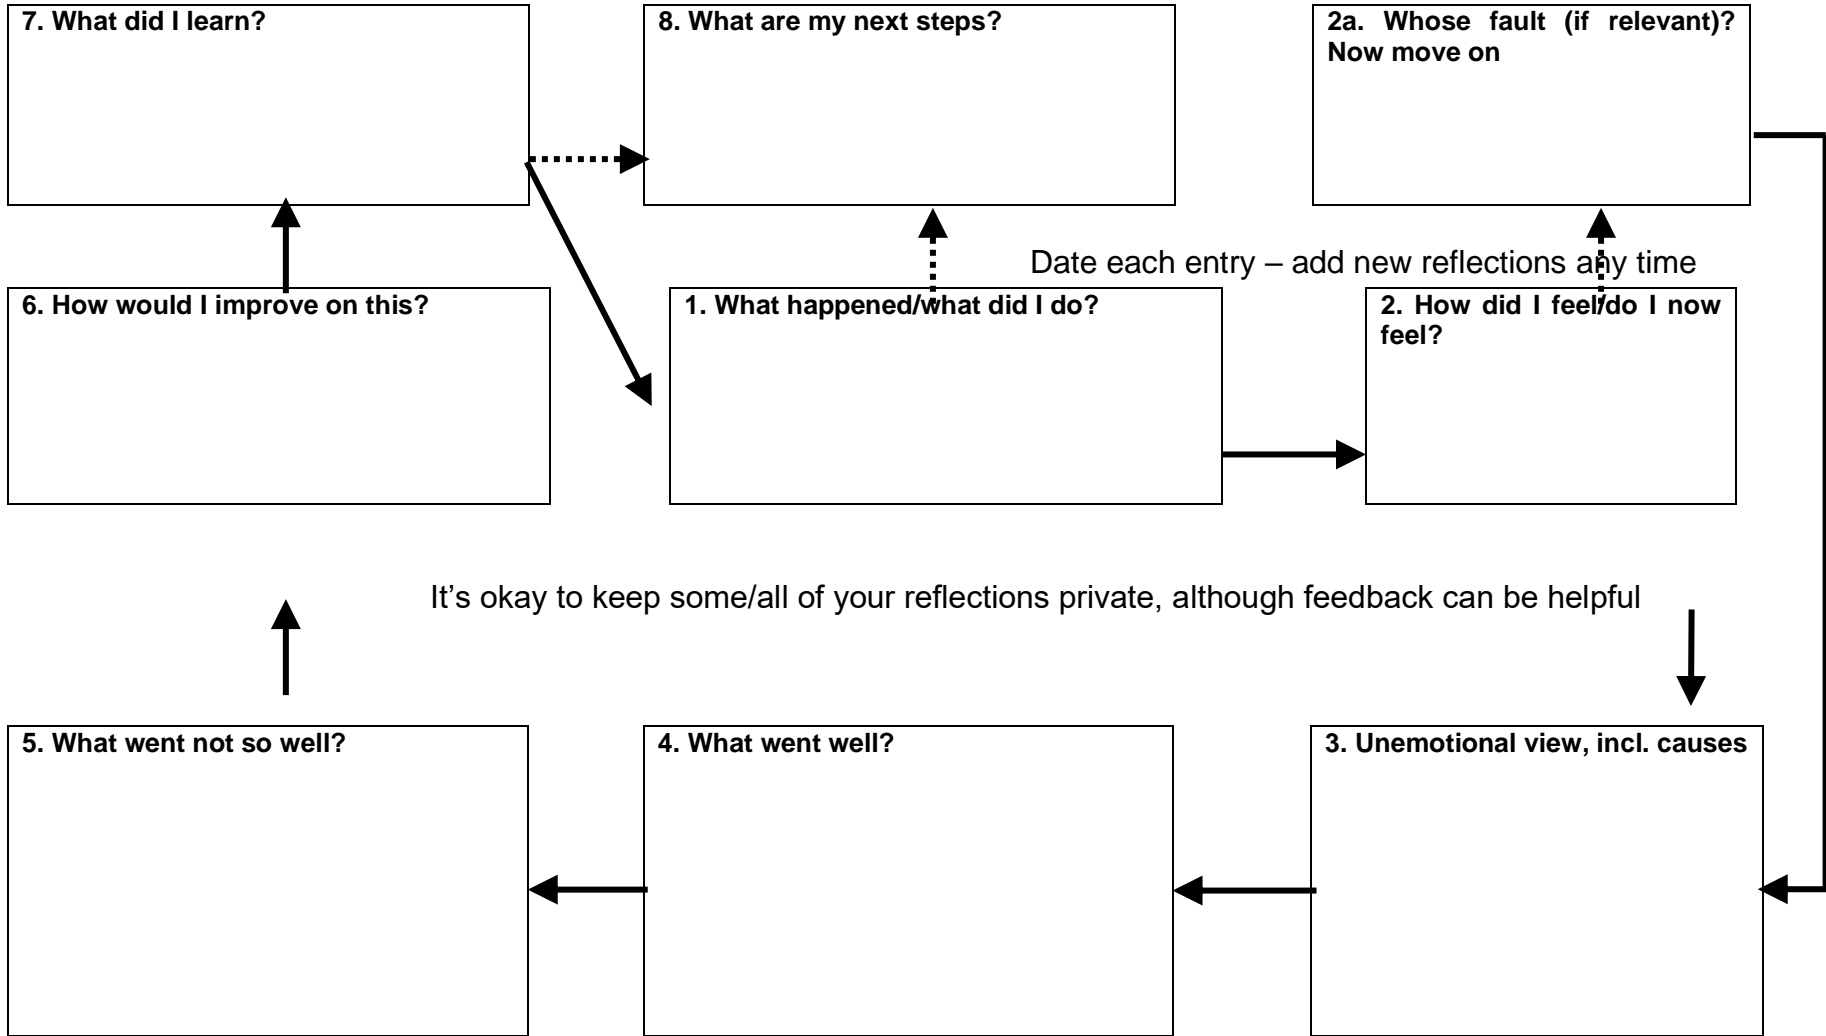 7. What did I learn?
8. What are my next steps?
2a. Whose fault (if relevant)?
Now move on
Date each entry – add new reflections any time
6. How would I improve on this?
1. What happened/what did I do?
2. How did I feel/do I now
feel?
It’s okay to keep some/all of your reflections private, although feedback can be helpful
5. What went not so well?
4. What went well?
3. Unemotional view, incl. causes